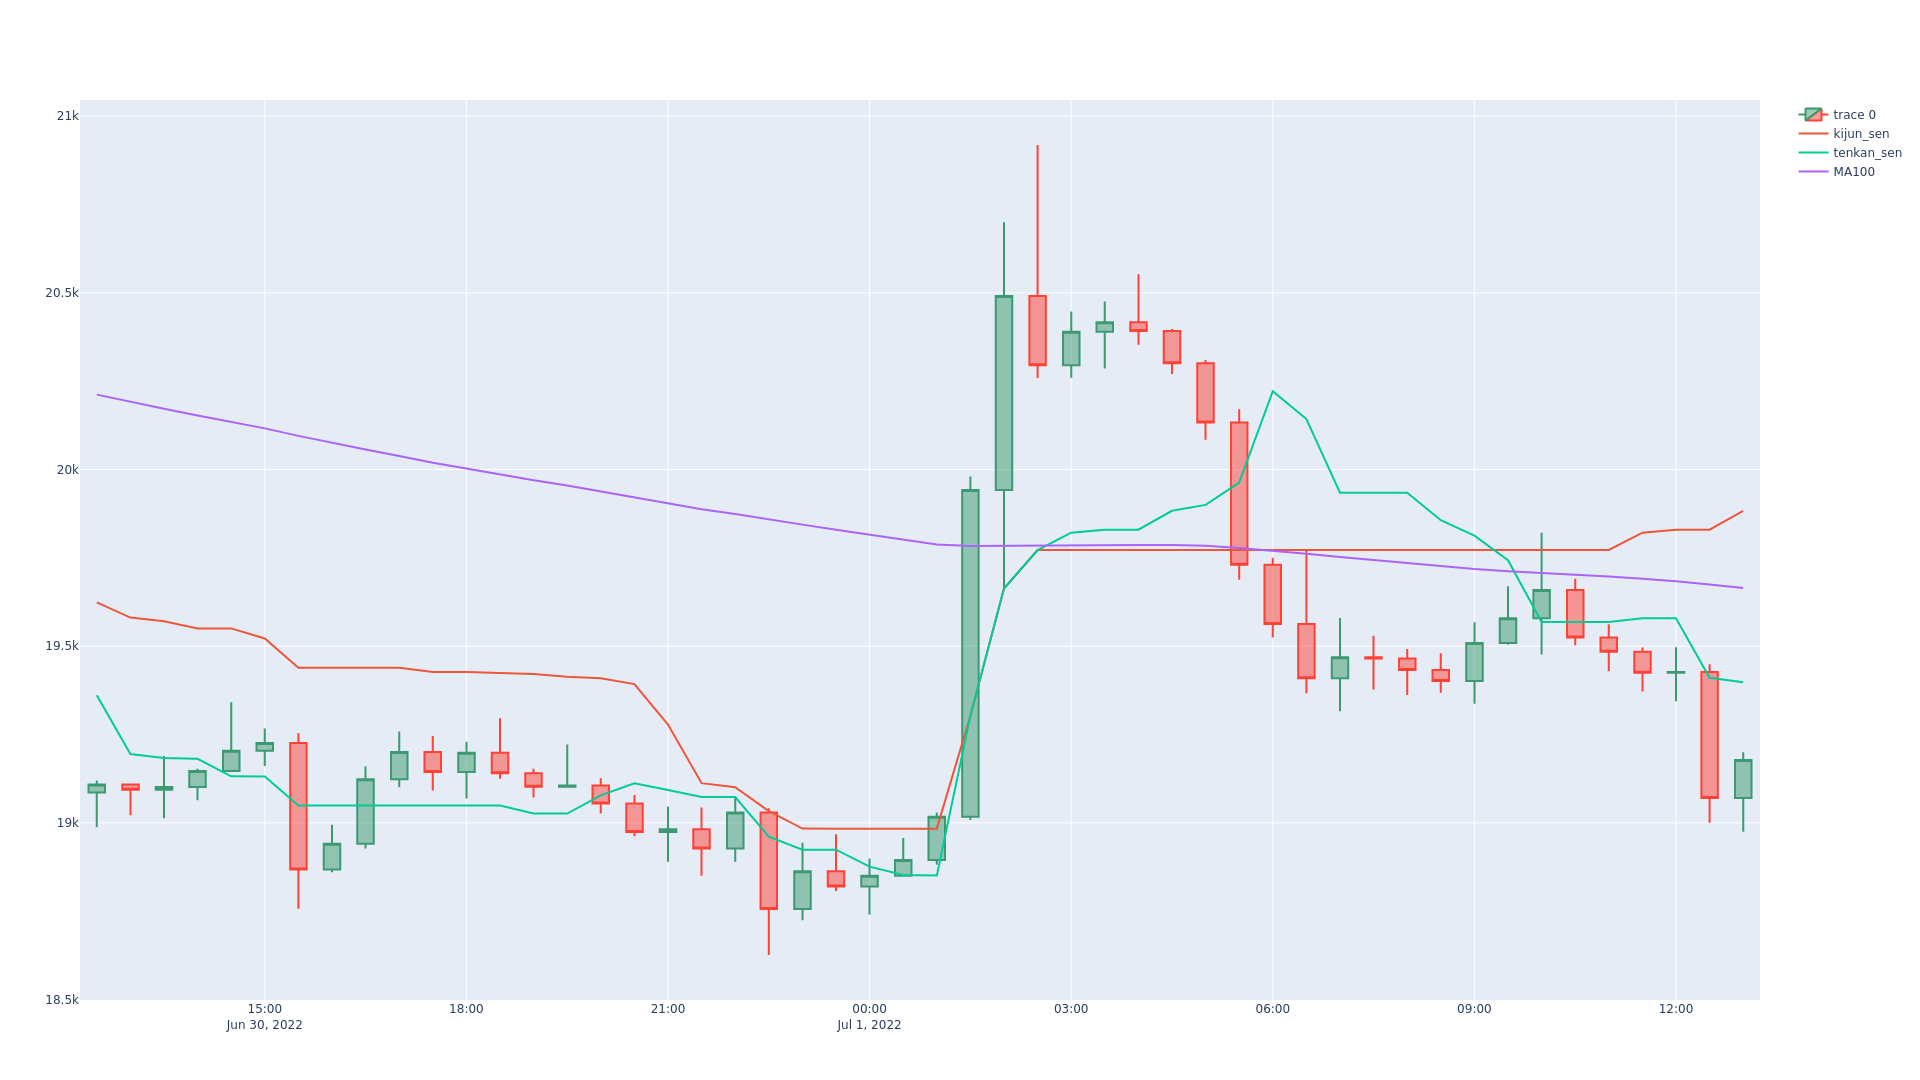 21k
20.5k
20k
19.5k
19k
18.5k
15:00
Jun 30, 2022
18:00
21:00
00:00
Jul 1, 2022
03:00
06:00
09:00
12:00
trace 0
kijun_sen
tenkan_sen
MA100